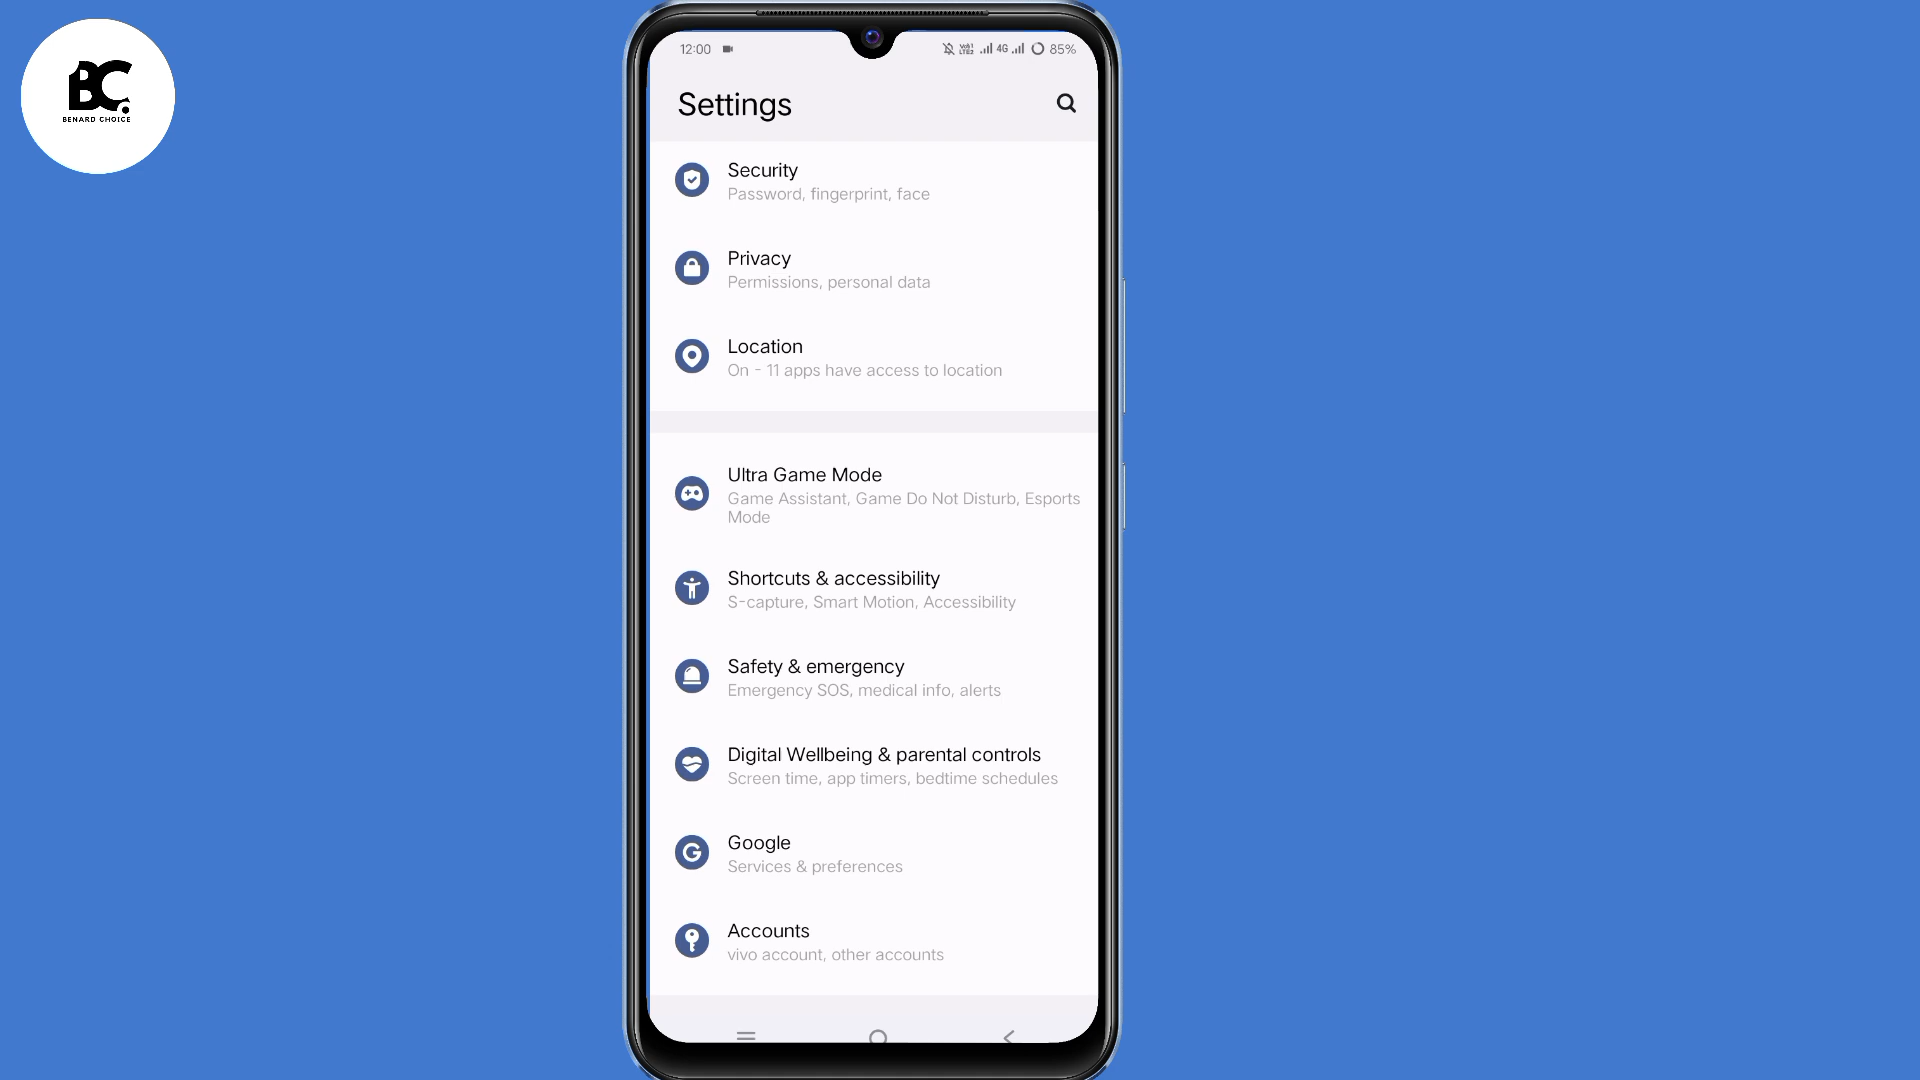 BC.
BENARD CHOICE
12:00
4G
85%
Settings
Security
Password, fingerprint, face
Privacy
Permissions, personal data
Location
On - 11 apps have access to location
Ultra Game Mode
Game Assistant, Game Do Not Disturb, Esports
Mode
Shortcuts & accessibility
S-capture, Smart Motion, Accessibility
Safety & emergency
Emergency SOS, medical info, alerts
Digital Wellbeing & parental controls
Screen time, app timers, bedtime schedules
Google
Services & preferences
Accounts
vivo account, other accounts